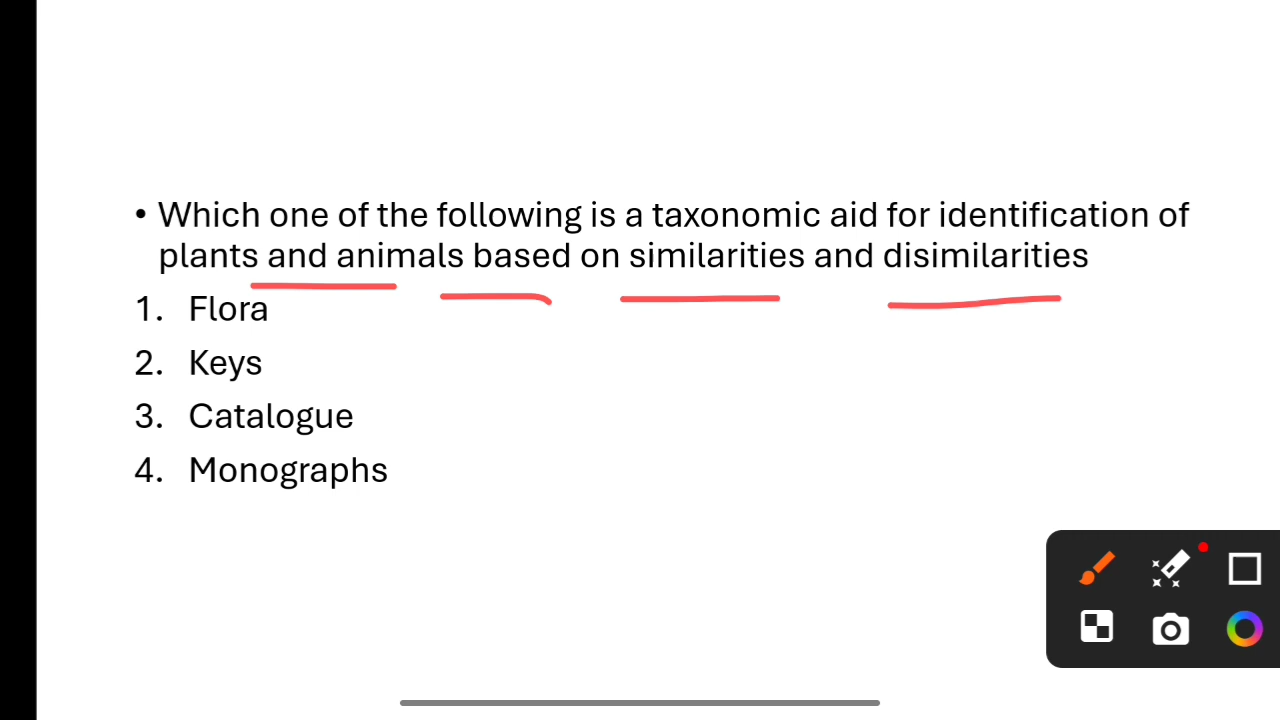 • Which one of the following is a taxonomic aid for identification of
plants and animals based on similarities and disimilarities
1. Flora
2. Keys
3. Catalogue
4. Monographs